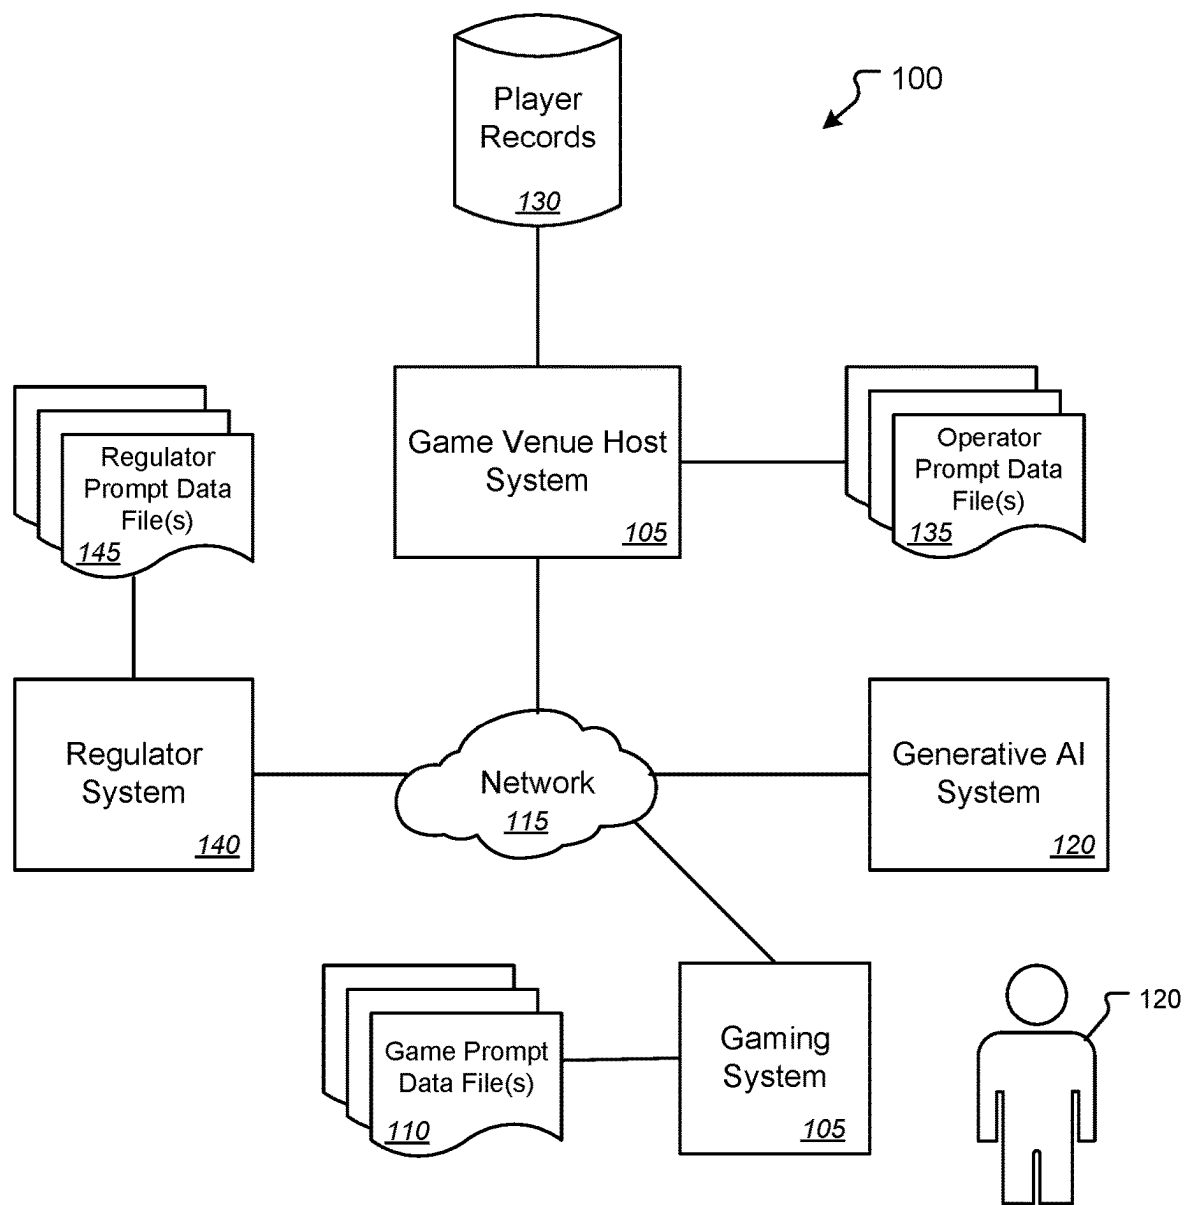 Player
Records
130
100
Game Venue Host
System
105
Regulator
Prompt Data
File(s)
145
Operator
Prompt Data
File(s)
135
Regulator
System
140
Network
115
Generative AI
System
120
Game Prompt
Data File(s)
110
Gaming
System
105
120